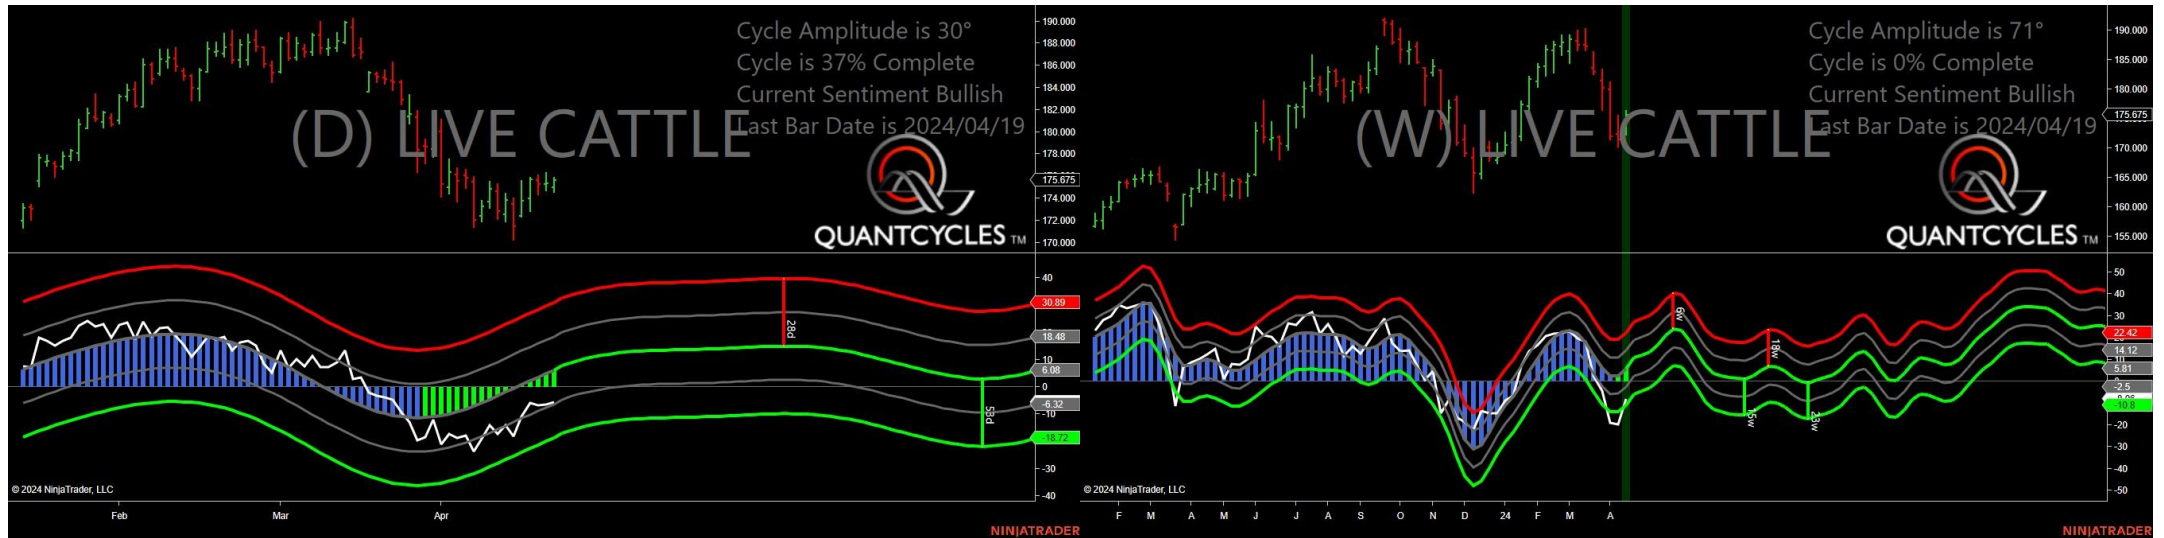 Cycle Amplitude is 30°
Cycle is 37% Complete
Current Sentiment Bullish
Last Bar Date is 2024/04/19
(D) LIVE CATTLE
QUANTCYCLES TM
190.000
188.000
186.000
184.000
182.000
180.000
178.000
175.675
174.000
172.000
170.000
40
30.89
18.48
10
6.08
0
-6.32
-10
-18.72
-30
-40
28d
58d
© 2024 NinjaTrader, LLC
Feb
Mar
Apr
NINJATRADER
Cycle Amplitude is 71°
Cycle is 0% Complete
Current Sentiment Bullish
Last Bar Date is 2024/04/19
(W) LIVE CATTLE
QUANTCYCLES TM
190.000
185.000
180.000
175.675
170.000
165.000
160.000
155.000
50
40
30
22.42
14.12
5.81
-2.5
-10.8
-20
-30
-40
-50
6w
18w
15w
23w
© 2024 NinjaTrader, LLC
F M A M J J A S O N D 24 F M A
NINJATRADER